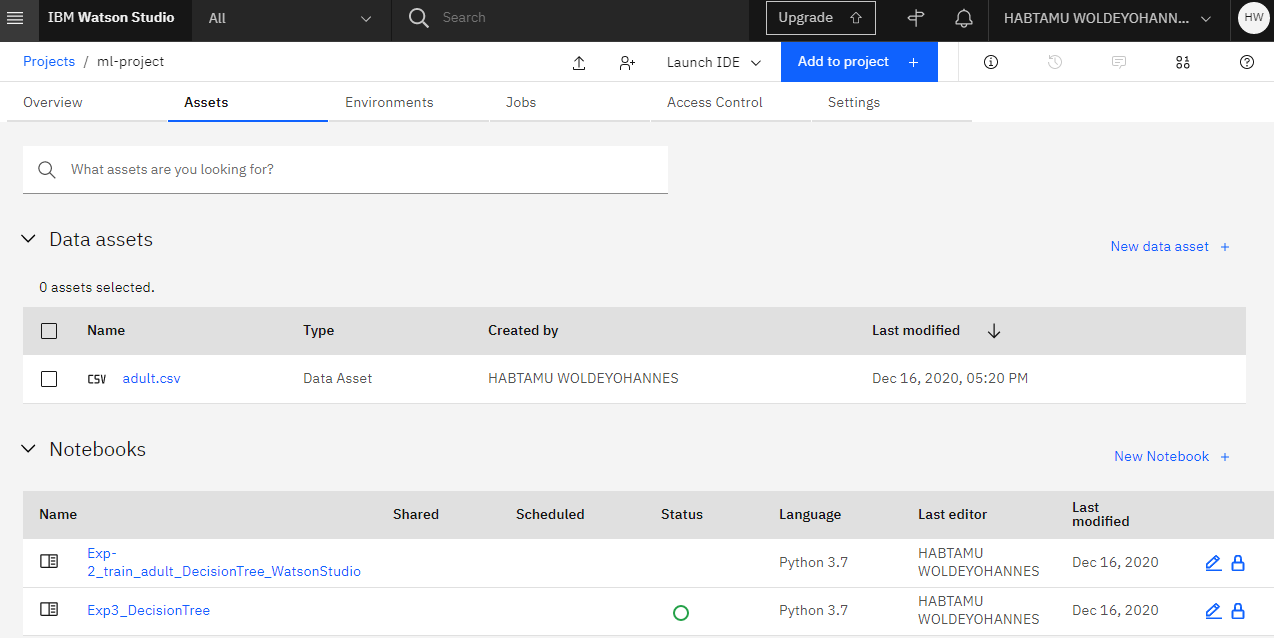 IBM Watson Studio All Search Upgrade HABTAMU WOLDEYOHANN... HW
Projects / ml-project Launch IDE Add to project +
Overview Assets Environments Jobs Access Control Settings
What assets are you looking for?
Data assets
New data asset +
0 assets selected.
Name Type Created by Last modified
CSV adult.csv Data Asset HABTAMU WOLDEYOHANNES Dec 16, 2020, 05:20 PM
Notebooks
New Notebook +
Name Shared Scheduled Status Language Last editor Last
modified
Exp- HABTAMU
2_train_adult_DecisionTree_WatsonStudio Python 3.7 WOLDEYOHANNES Dec 16, 2020
Exp3_DecisionTree Python 3.7 HABTAMU Dec 16, 2020
WOLDEYOHANNES